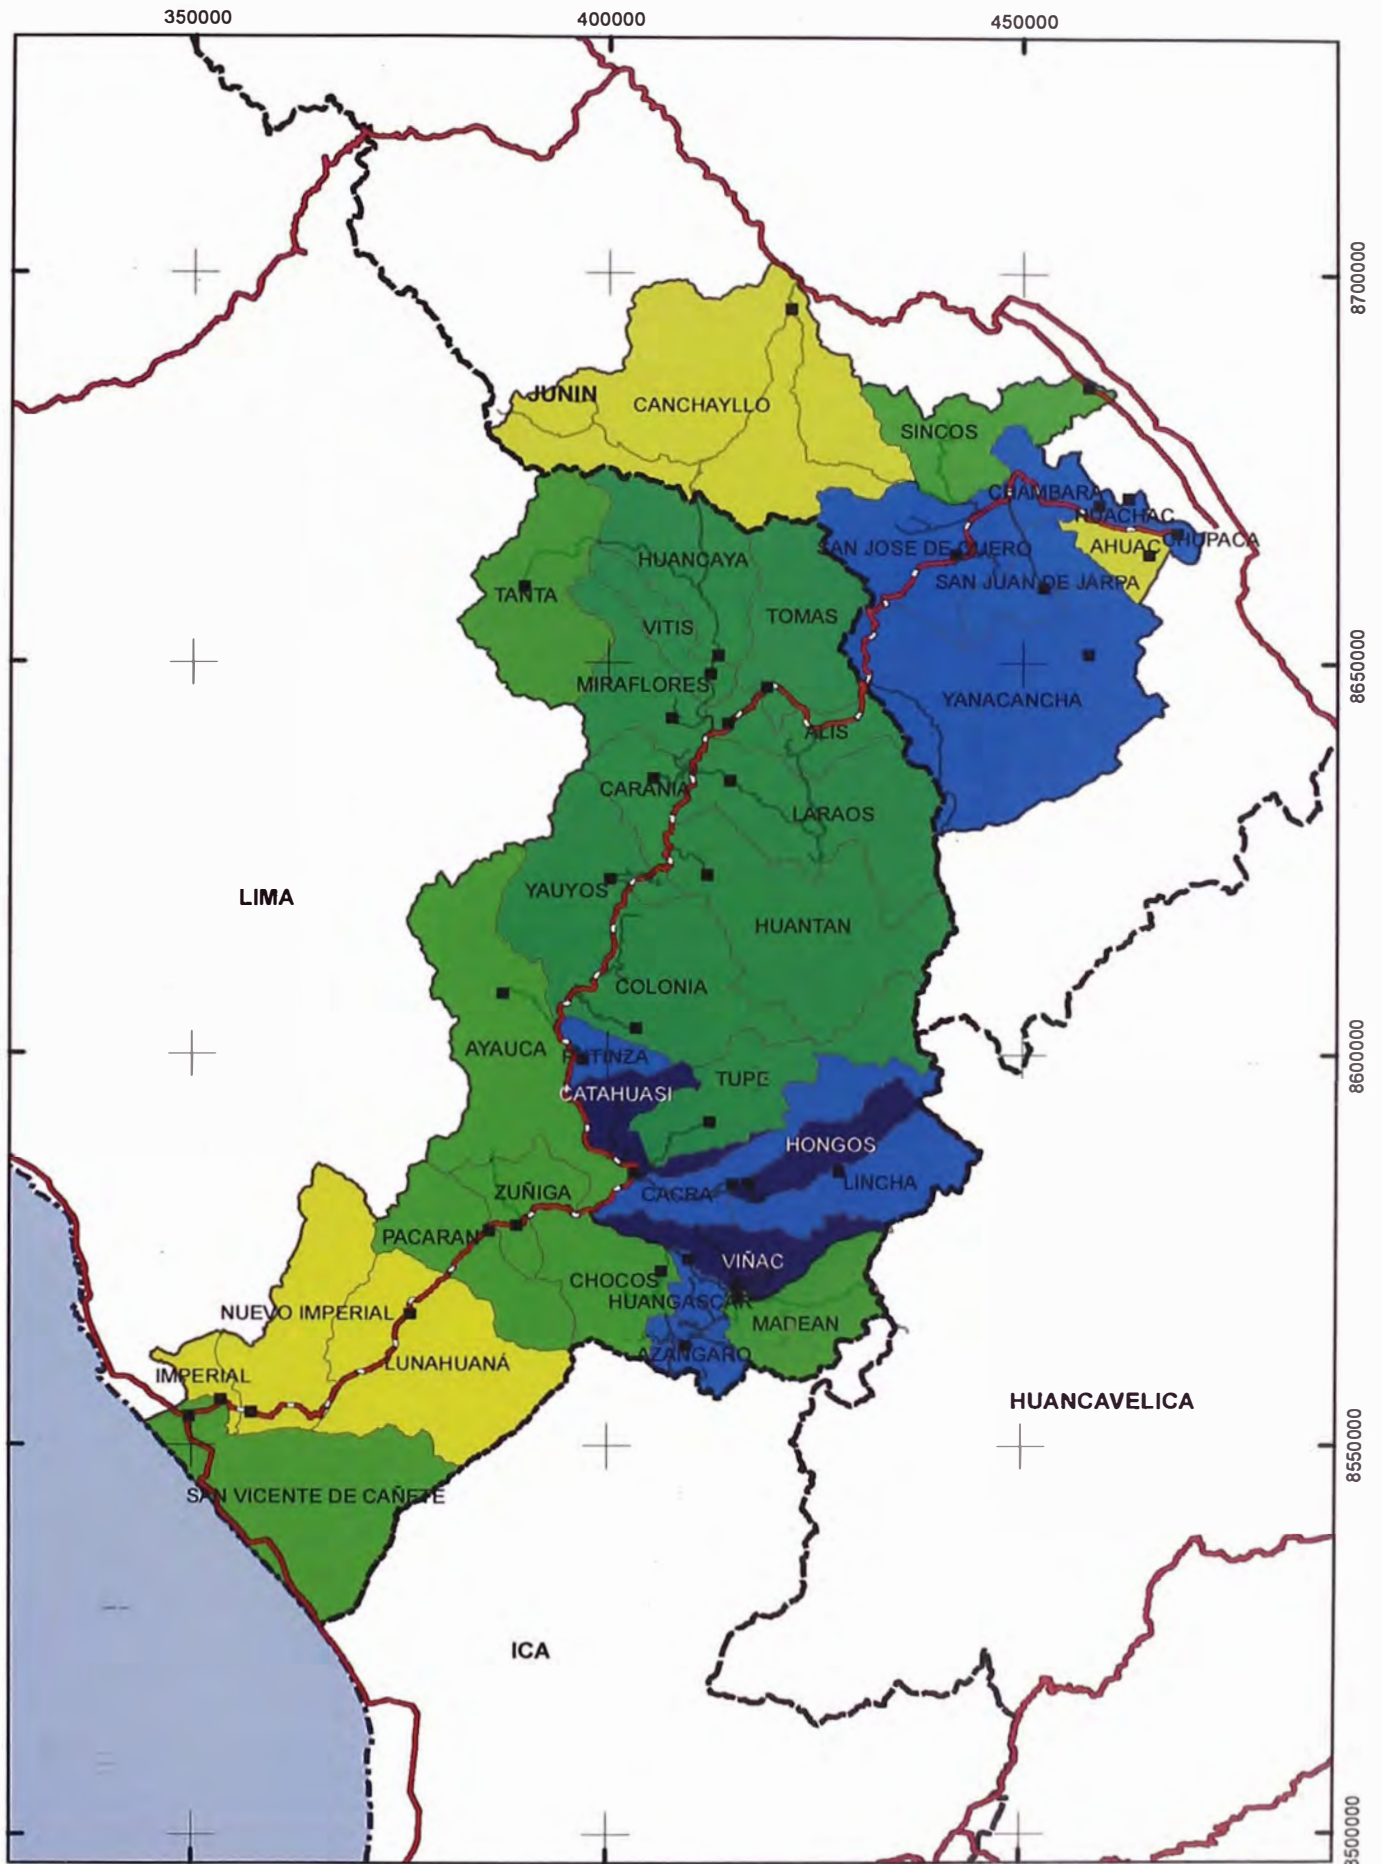 350000
400000
450000
8700000
JUNIN
CANCHAYLLO
SINCOS
CHAMBARA
HUACHAC
CHUPACA
AHUAC
SAN JOSE DE QUERO
SAN JUAN DE JARPA
HUANCAYA
TANTA
TOMAS
VITIS
8650000
MIRAFLORES
YANACANCHA
ALIS
CARANIA
LARAOS
LIMA
YAUYOS
HUANTAN
COLONIA
8600000
AYAUCA
PUTINZA
TUPE
CATAHUASI
HONGOS
ZUÑIGA
CACRA
LINCHA
PACARAN
VIÑAC
CHOCOS
HUANGASCAR
NUEVO IMPERIAL
MADEAN
AZANGARO
LUNAHUANÁ
IMPERIAL
HUANCAVELICA
8550000
SAN VICENTE DE CAÑETE
ICA
8500000